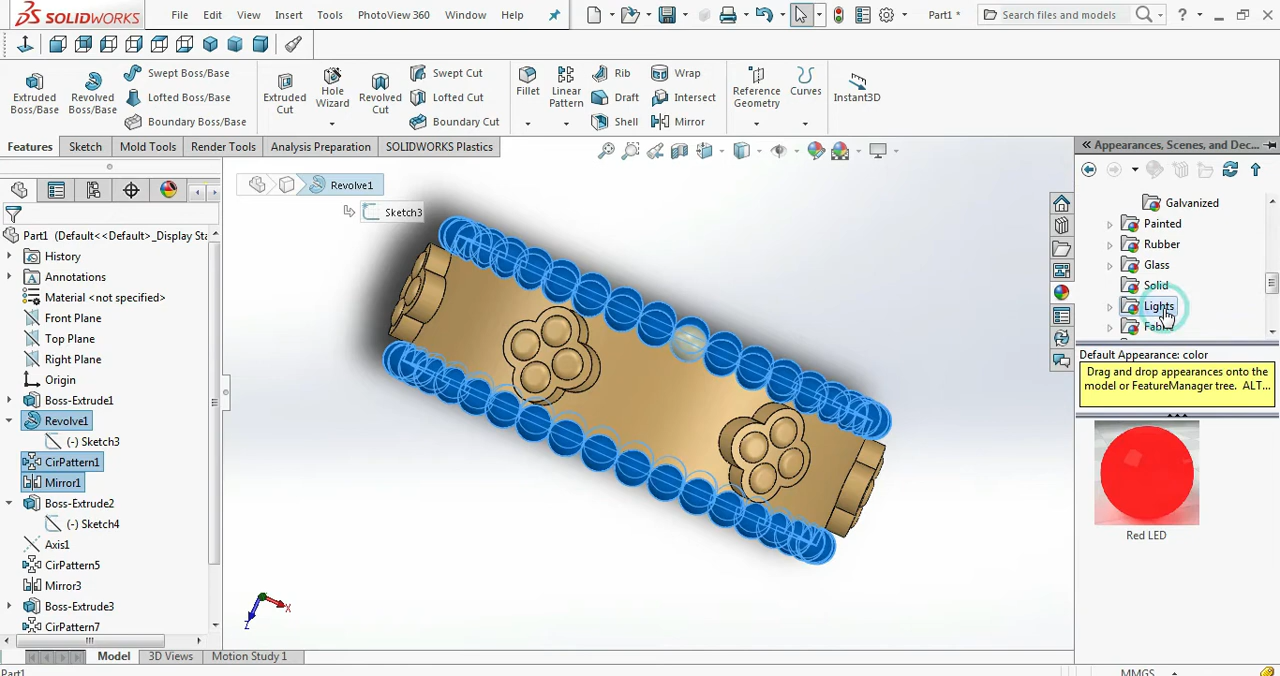 SOLIDWORKS
File Edit View Insert Tools PhotoView 360 Window Help
Part1 *
Search files and models
Extruded Boss/Base
Revolved Boss/Base
Swept Boss/Base
Lofted Boss/Base
Boundary Boss/Base
Extruded Cut
Hole Wizard
Revolved Cut
Swept Cut
Lofted Cut
Boundary Cut
Fillet
Linear Pattern
Rib
Draft
Shell
Wrap
Intersect
Mirror
Reference Geometry
Curves
Instant3D
Features Sketch Mold Tools Render Tools Analysis Preparation SOLIDWORKS Plastics
Part1 (Default<<Default>_Display Sta
History
Annotations
Material <not specified>
Front Plane
Top Plane
Right Plane
Origin
Boss-Extrude1
Revolve1
(-) Sketch3
CirPattern1
Mirror1
Boss-Extrude2
(-) Sketch4
Axis1
CirPattern5
Mirror3
Boss-Extrude3
CirPattern7
Revolve1
Sketch3
X
Z
Appearances, Scenes, and Dec...
Galvanized
Painted
Rubber
Glass
Solid
Lights
Default Appearance: color
Drag and drop appearances onto the
model or FeatureManager tree. ALT...
Red LED
Model 3D Views Motion Study 1
Part1
MMGS